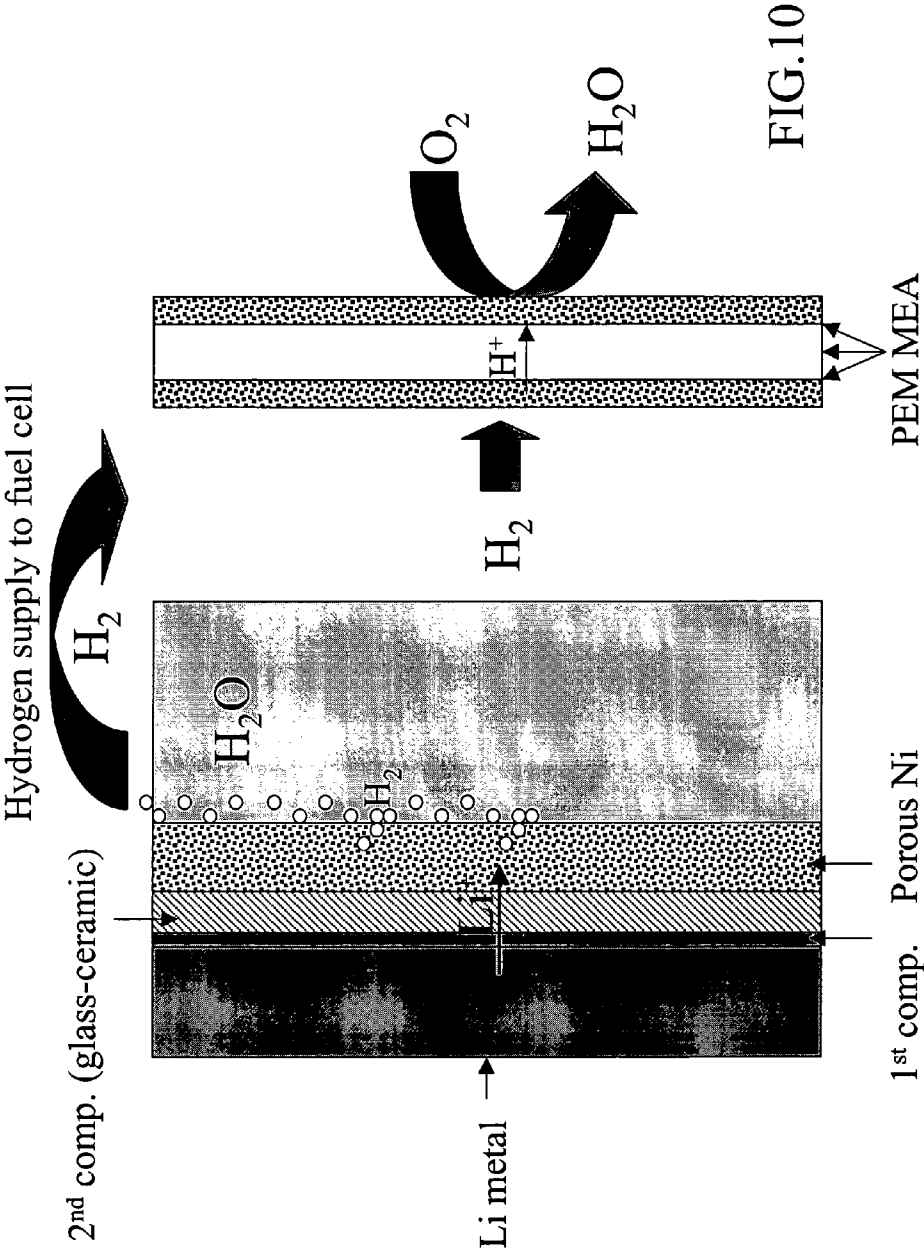 Hydrogen supply to fuel cell
H₂
2nd comp. (glass-ceramic)
H₂O
H₂
Li⁺
Li metal
1st comp.
Porous Ni
H₂
H⁺
O₂
H₂O
PEM MEA
FIG.10